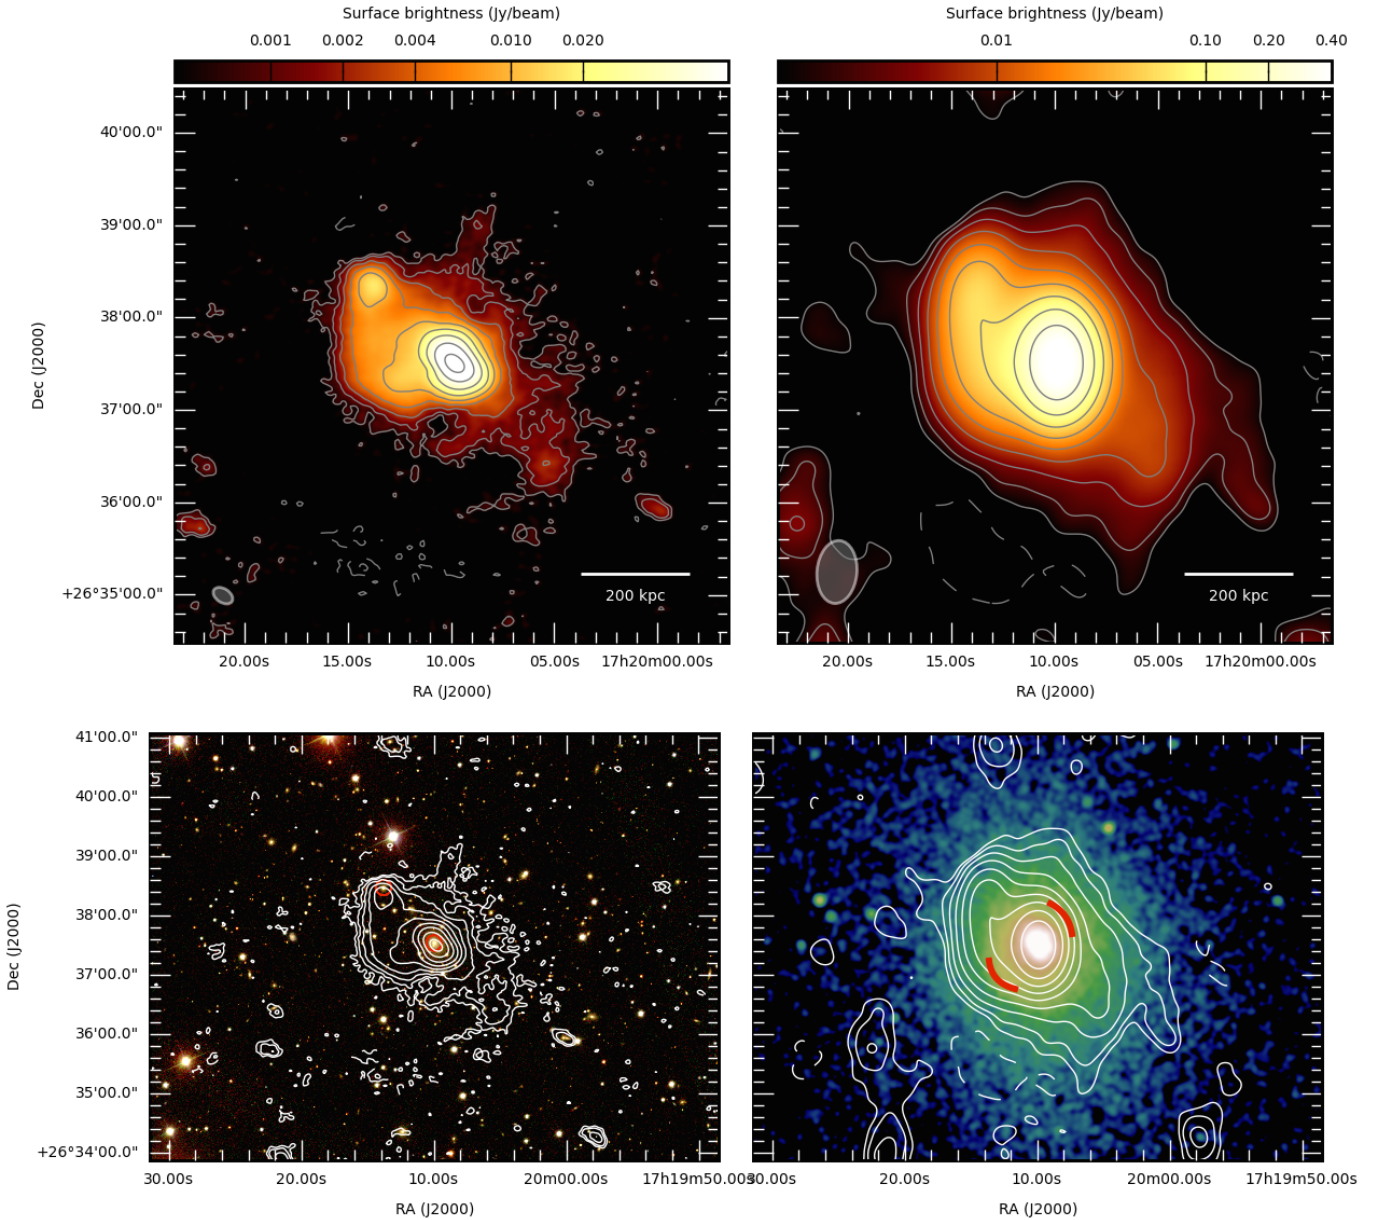 Surface brightness (Jy/beam)
0.001 0.002 0.004 0.010 0.020
Surface brightness (Jy/beam)
0.01 0.10 0.20 0.40
40'00.0"
39'00.0"
38'00.0"
37'00.0"
36'00.0"
+26°35'00.0"
Dec (J2000)
200 kpc
20.00s 15.00s 10.00s 05.00s 17h20m00.00s
RA (J2000)
200 kpc
20.00s 15.00s 10.00s 05.00s 17h20m00.00s
RA (J2000)
41'00.0"
40'00.0"
39'00.0"
38'00.0"
37'00.0"
36'00.0"
35'00.0"
+26°34'00.0"
Dec (J2000)
30.00s 20.00s 10.00s 20m00.00s 17h19m50.00s
RA (J2000)
30.00s 20.00s 10.00s 20m00.00s 17h19m50.00s
RA (J2000)